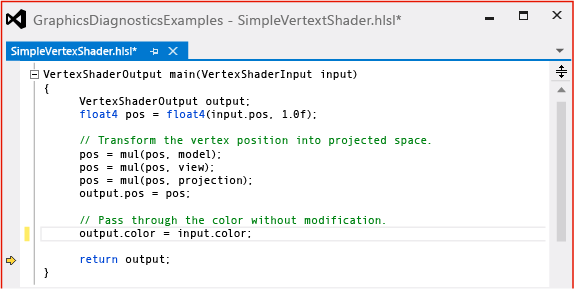 GraphicsDiagnosticsExamples - SimpleVertextShader.hlsl*
SimpleVertexShader.hlsl*
VertexShaderOutput main(VertexShaderInput input)
{
VertexShaderOutput output;
float4 pos = float4(input.pos, 1.0f);
// Transform the vertex position into projected space.
pos = mul(pos, model);
pos = mul(pos, view);
pos = mul(pos, projection);
output.pos = pos;
// Pass through the color without modification.
output.color = input.color;
return output;
}